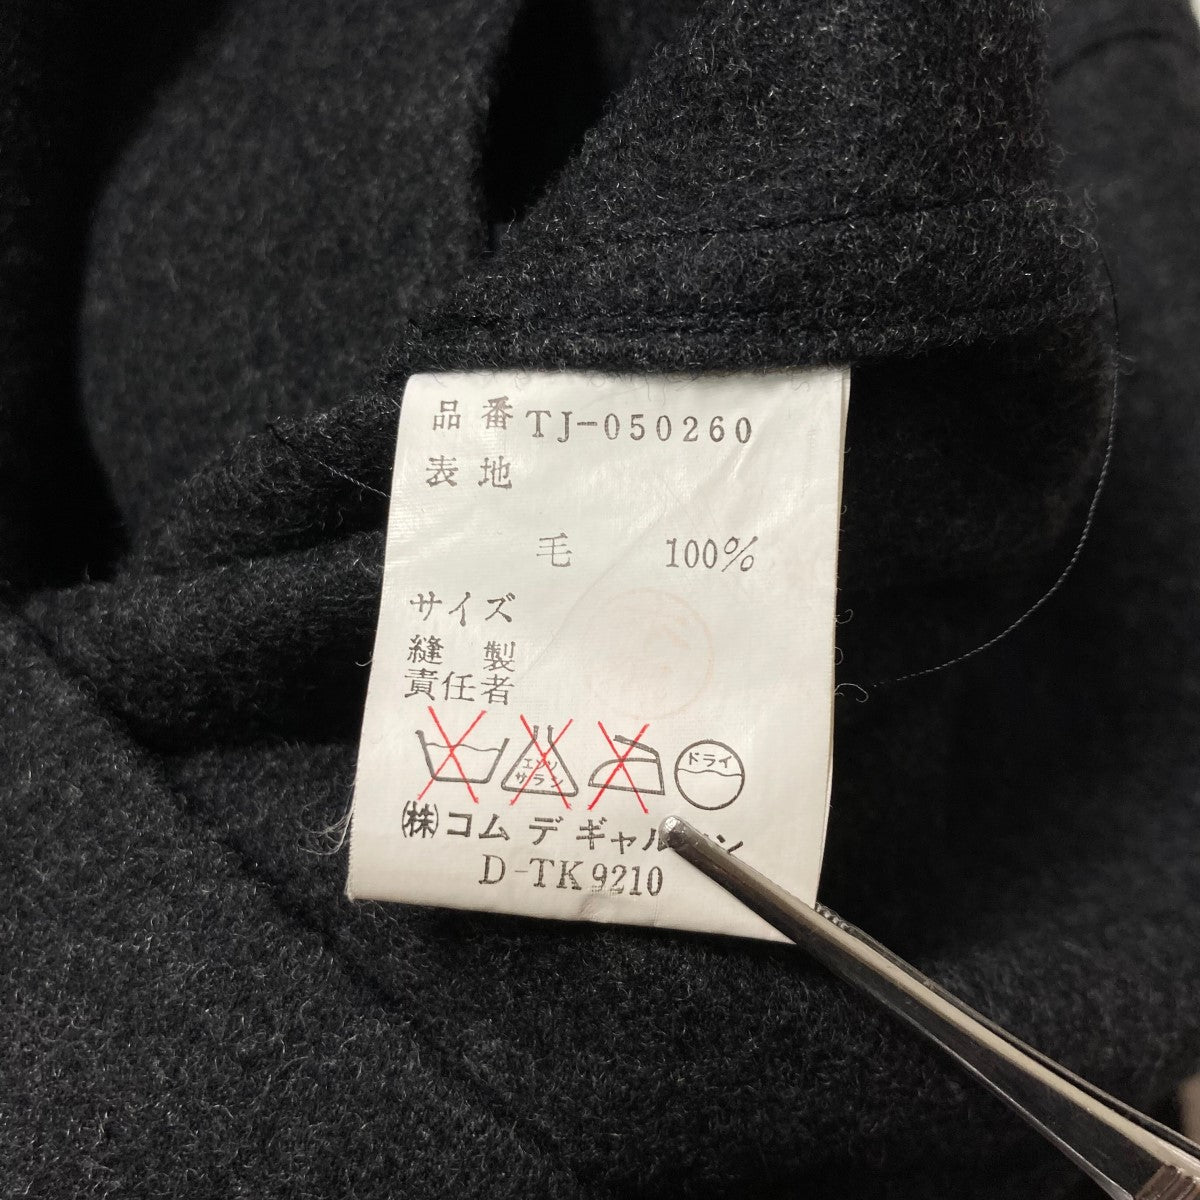 品番 TJ-050260
表地
毛 100%
サイズ
縫製
責任者
エンソ サラシ ドライ
㈱コム デ ギャル ン
D-TK9210